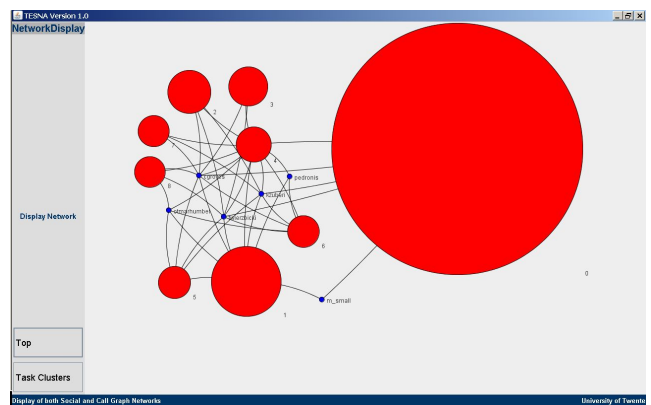 TESNA Version 1.0
NetworkDisplay
2
3
7
4
8
pedronis
Display Network
6
0
5
1
m_small
Top
Task Clusters
Display of both Social and Call Graph Networks
University of Twente